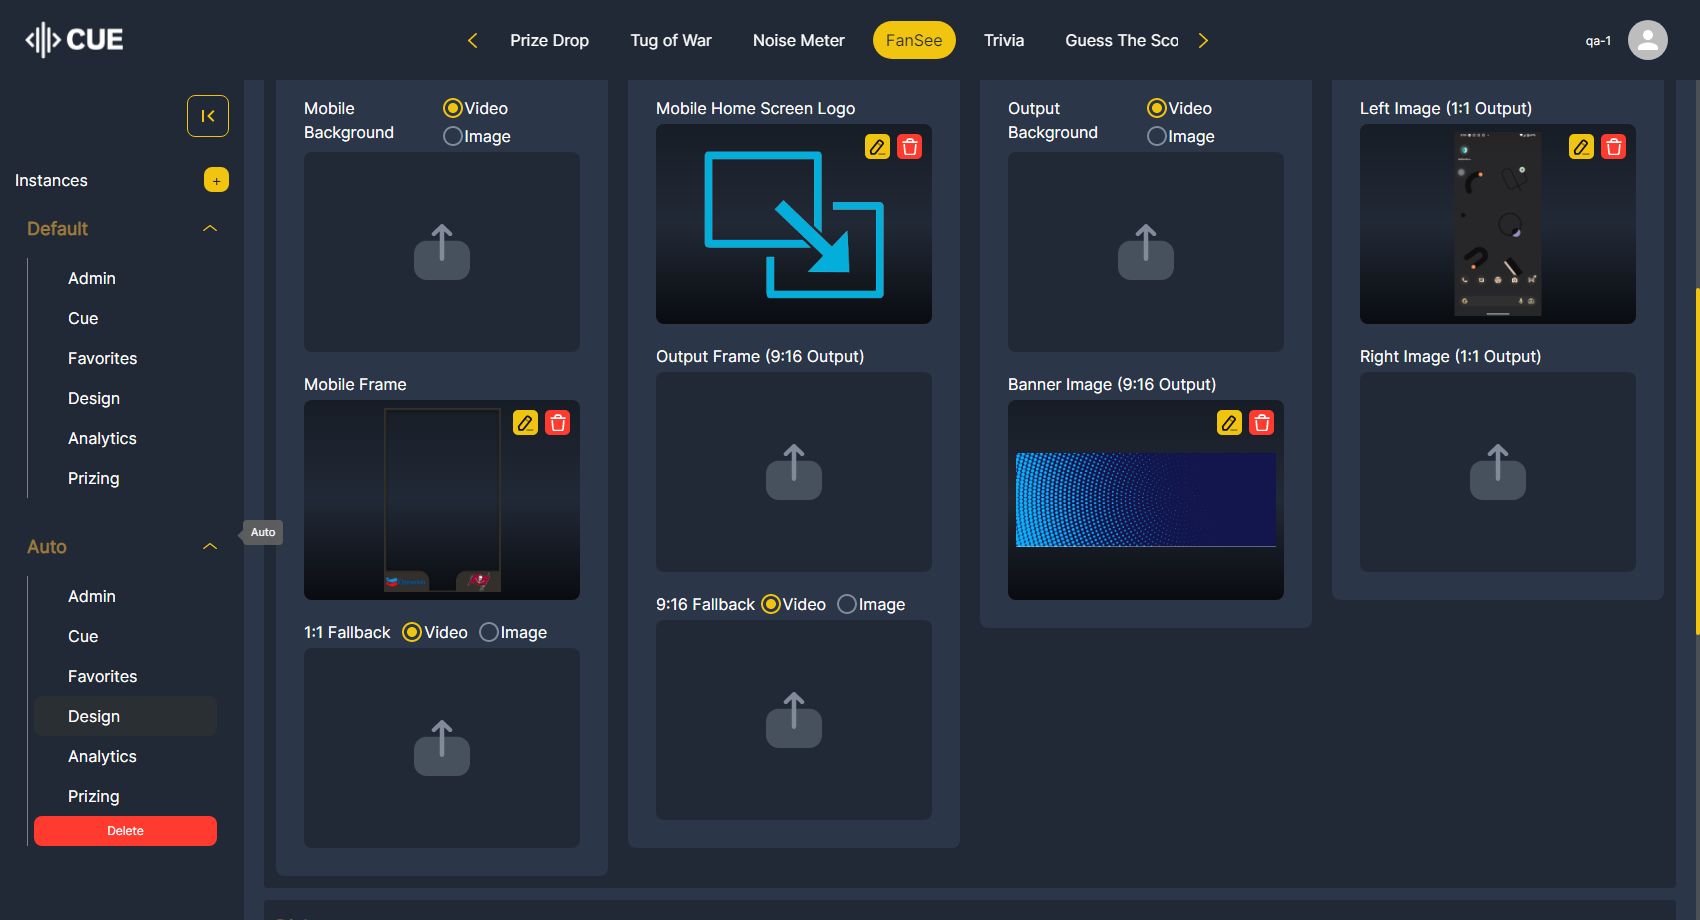 CUE
Prize Drop
Tug of War
Noise Meter
FanSee
Trivia
Guess The Sco
qa-1
Instances
+
Default
Admin
Cue
Favorites
Design
Analytics
Prizing
Auto
Auto
Admin
Cue
Favorites
Design
Analytics
Prizing
Delete
Mobile
Background
Video
Image
Mobile Frame
1:1 Fallback
Video
Image
Mobile Home Screen Logo
Output Frame (9:16 Output)
9:16 Fallback
Video
Image
Output
Background
Video
Image
Banner Image (9:16 Output)
Left Image (1:1 Output)
Right Image (1:1 Output)